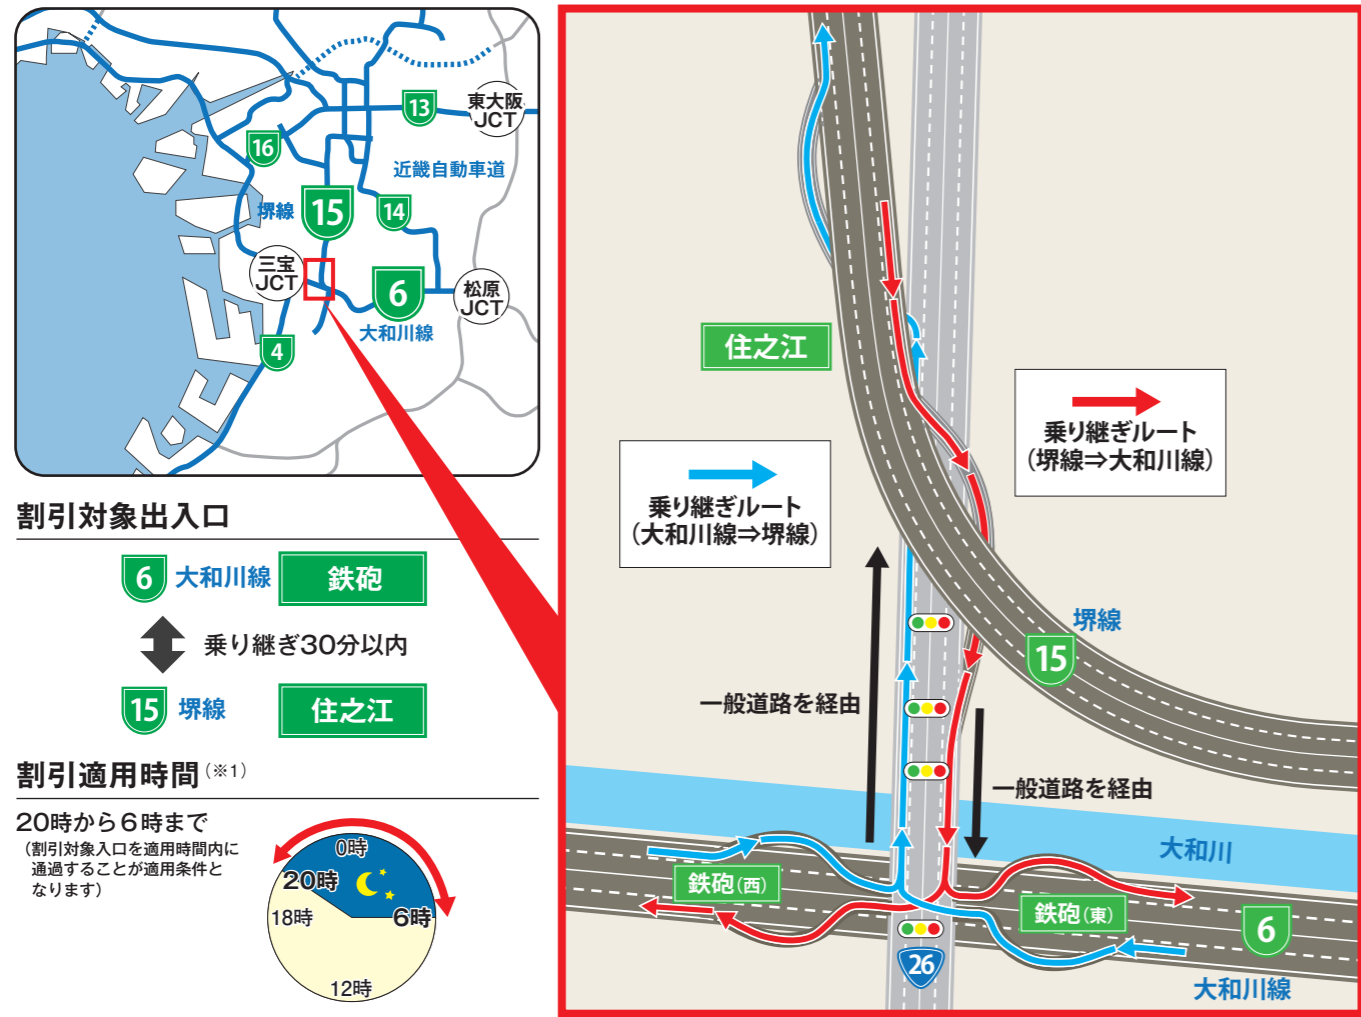 13
東大阪
JCT
16
近畿自動車道
堺線
15
14
三宝
JCT
6
松原
JCT
大和川線
4
割引対象出入口
6 大和川線 鉄砲
乗り継ぎ30分以内
15 堺線 住之江
割引適用時間(※1)
20時から6時まで
(割引対象入口を適用時間内に
通過することが適用条件と
なります)
0時
20時
18時
6時
12時
住之江
乗り継ぎルート
(堺線⇒大和川線)
乗り継ぎルート
(大和川線⇒堺線)
堺線
15
一般道路を経由
一般道路を経由
大和川
鉄砲(西)
鉄砲(東)
6
26
大和川線